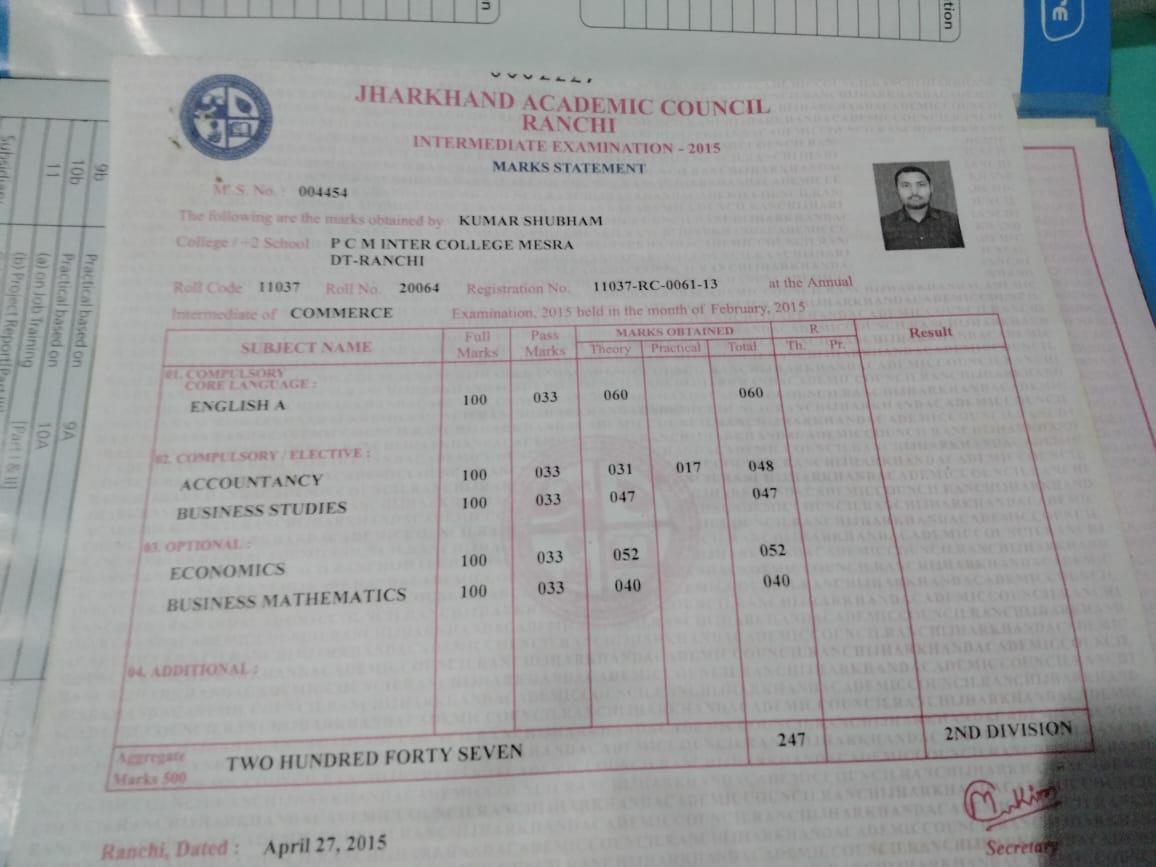 JHARKHAND ACADEMIC COUNCIL
RANCHI
INTERMEDIATE EXAMINATION - 2015
MARKS STATEMENT
M. S. No. : 004454
The following are the marks obtained by KUMAR SHUBHAM
College / +2 School P C M INTER COLLEGE MESRA
DT-RANCHI
Roll Code 11037 Roll No. 20064 Registration No. 11037-RC-0061-13 at the Annual
Intermediate of COMMERCE Examination, 2015 held in the month of February, 2015
SUBJECT NAME Full Marks Pass Marks MARKS OBTAINED R Result
Theory Practical Total Th. Pr.
01. COMPULSORY
CORE LANGUAGE :
ENGLISH A 100 033 060 060
02. COMPULSORY / ELECTIVE :
ACCOUNTANCY 100 033 031 017 048
BUSINESS STUDIES 100 033 047 047
03. OPTIONAL :
ECONOMICS 100 033 052 052
BUSINESS MATHEMATICS 100 033 040 040
04. ADDITIONAL :
Aggregate
Marks 500 TWO HUNDRED FORTY SEVEN 247 2ND DIVISION
Ranchi, Dated : April 27, 2015
Secretary
9b Practical based on 9A
10b Practical based on 10A
11 (a) on Job Training
(b) Project Report [Part I & II]